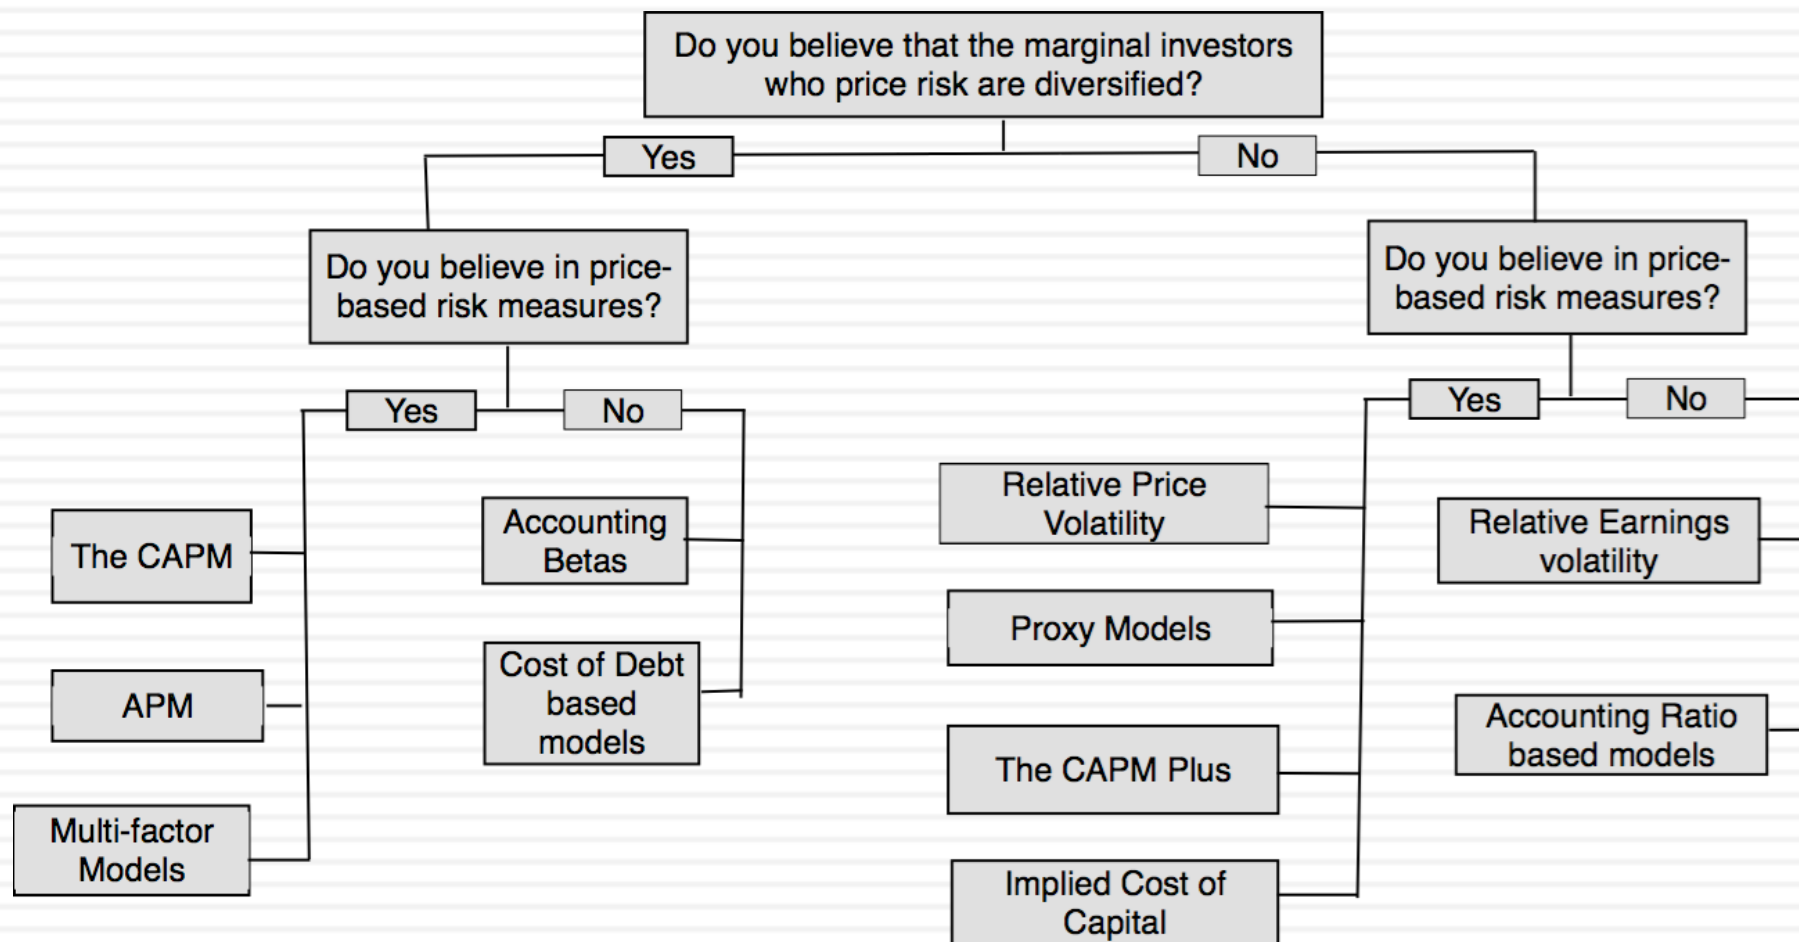 Do you believe that the marginal investors
who price risk are diversified?
Yes
No
Do you believe in price-
based risk measures?
Do you believe in price-
based risk measures?
Yes
No
Yes
No
The CAPM
APM
Multi-factor
Models
Accounting
Betas
Cost of Debt
based
models
Relative Price
Volatility
Proxy Models
The CAPM Plus
Implied Cost of
Capital
Relative Earnings
volatility
Accounting Ratio
based models